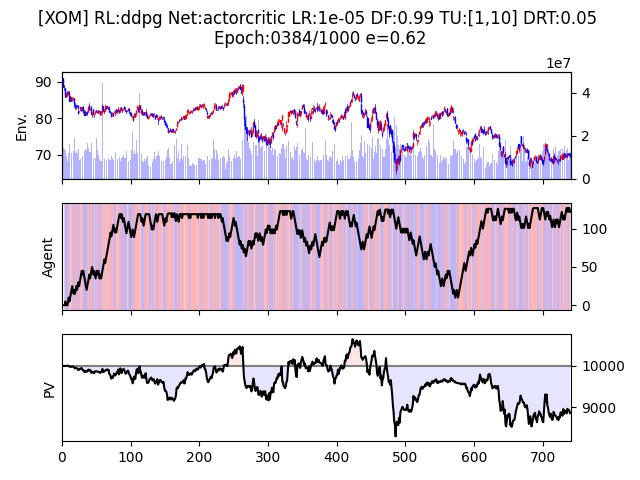 [XOM] RL:ddpg Net:actorcritic LR:1e-05 DF:0.99 TU:[1,10] DRT:0.05
Epoch:0384/1000 e=0.62
1e7
90
80
70
Env.
4
2
0
Agent
100
50
0
PV
10000
9000
0 100 200 300 400 500 600 700